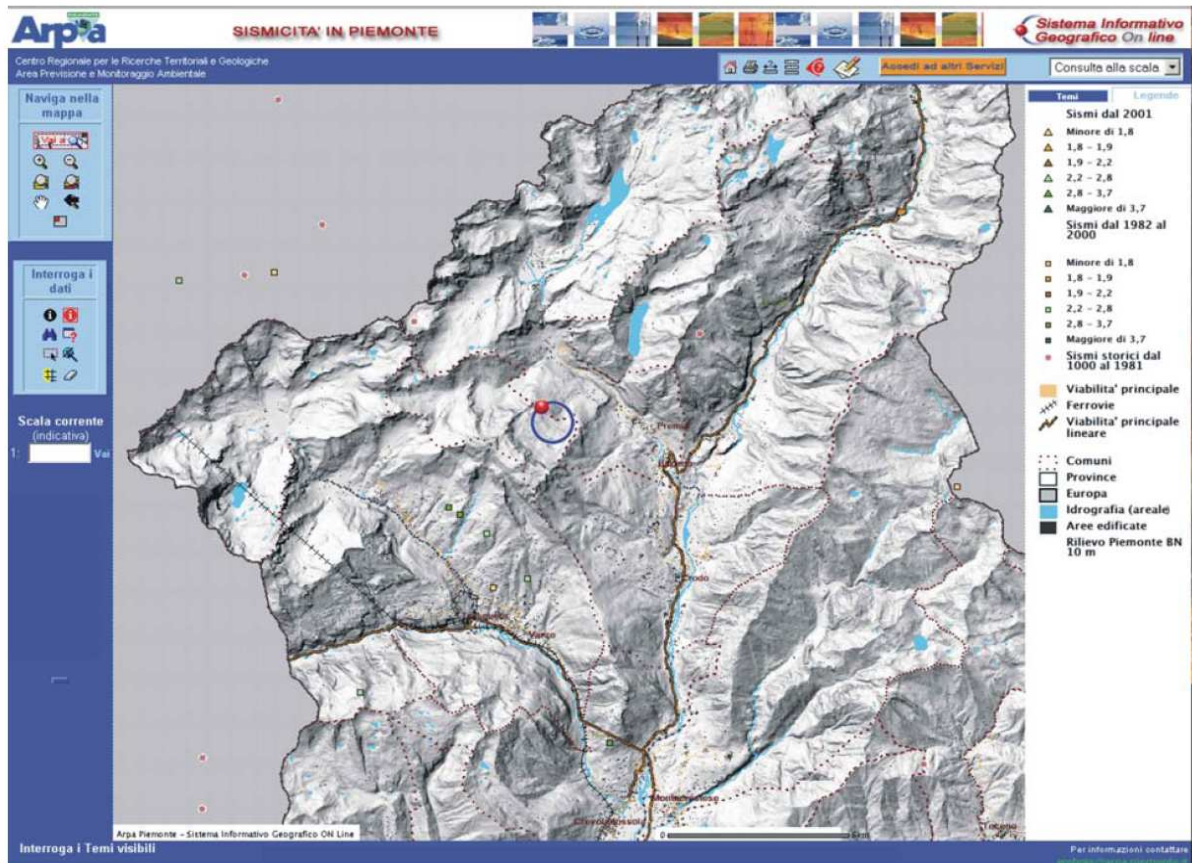 Arpa
SISMICITA' IN PIEMONTE
Sistema Informativo
Geografico On line
Centro Regionale per le Ricerche Territoriali e Geologiche
Area Previsione e Monitoraggio Ambientale
Accedi ad altri Servizi
Consulta alla scala
Naviga nella
mappa
Interroga i
dati
Scala corrente
(indicativa)
1:
Vai
Temi
Legende
Sismi dal 2001
Minore di 1,8
1,8 - 1,9
1,9 - 2,2
2,2 - 2,8
2,8 - 3,7
Maggiore di 3,7
Sismi dal 1982 al
2000
Minore di 1,8
1,8 - 1,9
1,9 - 2,2
2,2 - 2,8
2,8 - 3,7
Maggiore di 3,7
Sismi storici dal
1000 al 1981
Viabilita' principale
Ferrovie
Viabilita' principale
lineare
Comuni
Province
Europa
Idrografia (areale)
Aree edificate
Rilievo Piemonte BN
10 m
Premia
Crodo
Varzo
Montecrestese
Crevoladossola
Toceno
0
Arpa Piemonte - Sistema Informativo Geografico ON Line
Interroga i Temi visibili
Per informazioni contattare